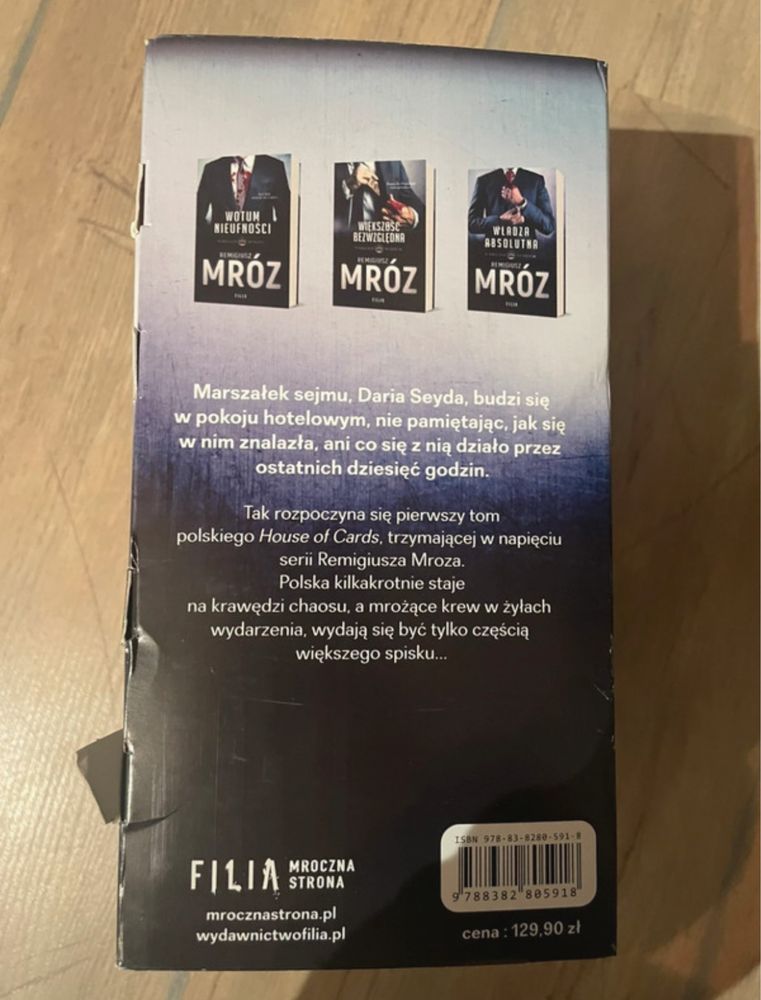 WOTUM
NIEUFNOŚCI
REMIGIUSZ
MRÓZ
FILIA
WIĘKSZOŚĆ
BEZWZGLĘDNA
REMIGIUSZ
MRÓZ
FILIA
WŁADZA
ABSOLUTNA
REMIGIUSZ
MRÓZ
FILIA
Marszałek sejmu, Daria Seyda, budzi się
w pokoju hotelowym, nie pamiętając, jak się
w nim znalazła, ani co się z nią działo przez
ostatnich dziesięć godzin.
Tak rozpoczyna się pierwszy tom
polskiego House of Cards, trzymającej w napięciu
serii Remigiusza Mroza.
Polska kilkakrotnie staje
na krawędzi chaosu, a mrożące krew w żyłach
wydarzenia, wydają się być tylko częścią
większego spisku...
FILIA MROCZNA
STRONA
mrocznastrona.pl
wydawnictwofilia.pl
ISBN 978-83-8280-591-8
9 788382 805918
cena : 129,90 zł